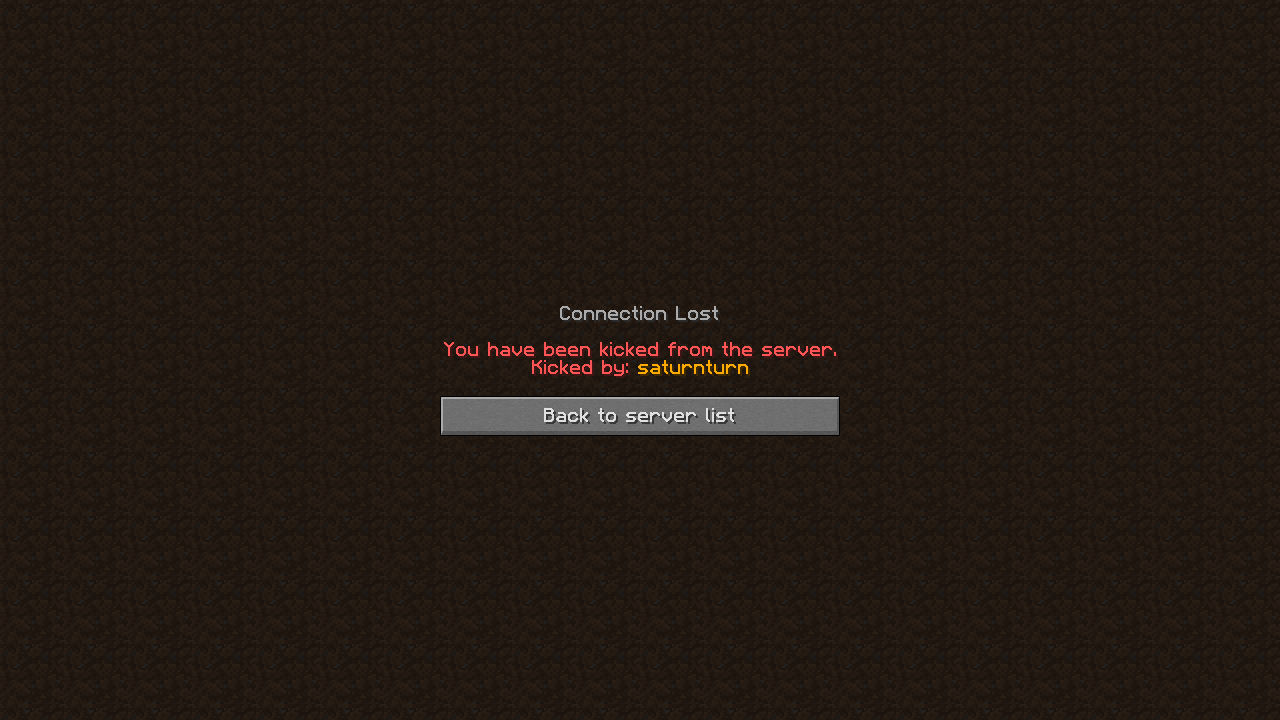 Connection Lost
You have been kicked from the server.
Kicked by: saturnturn
Back to server list